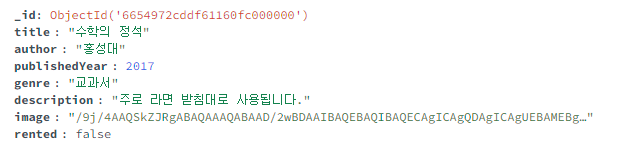 _id: ObjectId('6654972cddf61160fc000000')
title: "수학의 정석"
author: "홍성대"
publishedYear: 2017
genre: "교과서"
description: "주로 라면 받침대로 사용됩니다."
image: "/9j/4AAQSkZJRgABAQAAAQABAAD/2wBDAAIBAQEBAQIBAQECAgICAgQDAgICAgUEBAMEBg…"
rented: false